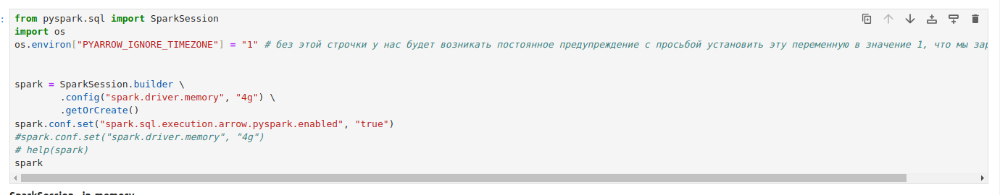 :
from pyspark.sql import SparkSession
import os
os.environ["PYARROW_IGNORE_TIMEZONE"] = "1" # без этой строчки у нас будет возникать постоянное предупреждение с просьбой установить эту переменную в значение 1, что мы
spark = SparkSession.builder \
.config("spark.driver.memory", "4g") \
.getOrCreate()
spark.conf.set("spark.sql.execution.arrow.pyspark.enabled", "true")
#spark.conf.set("spark.driver.memory", "4g")
# help(spark)
spark
SparkSession - in-memory